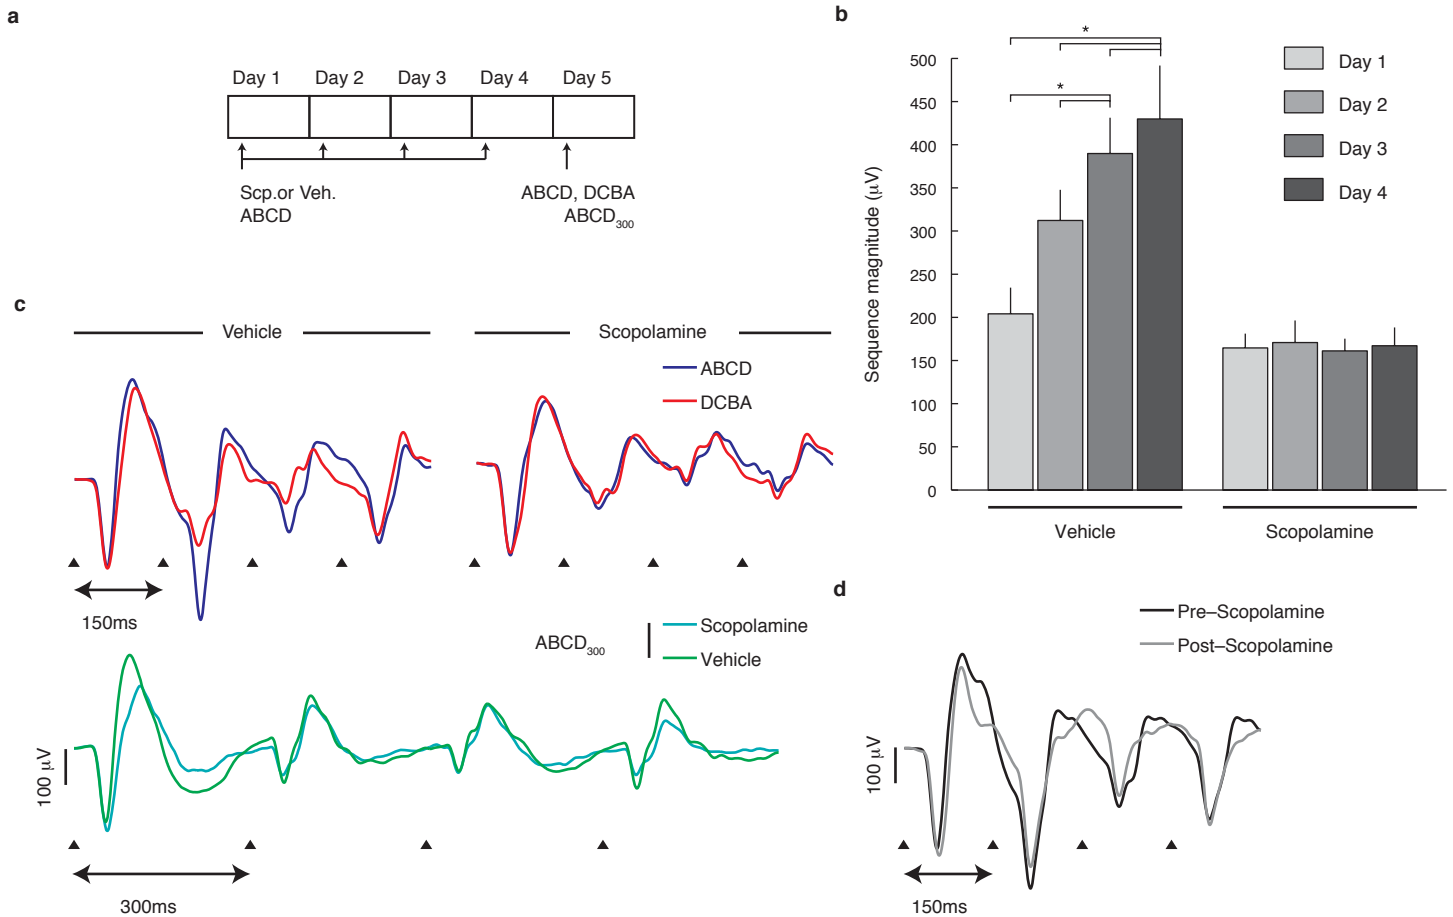 a
Day 1 Day 2 Day 3 Day 4 Day 5
Scp.or Veh.
ABCD
ABCD, DCBA
ABCD300
b
Sequence magnitude (μV)
500
450
400
350
300
250
200
150
100
50
0
*
*
Day 1
Day 2
Day 3
Day 4
Vehicle Scopolamine
c
Vehicle Scopolamine
ABCD
DCBA
150ms
ABCD300
Scopolamine
Vehicle
100 μV
300ms
d
Pre–Scopolamine
Post–Scopolamine
100 μV
150ms